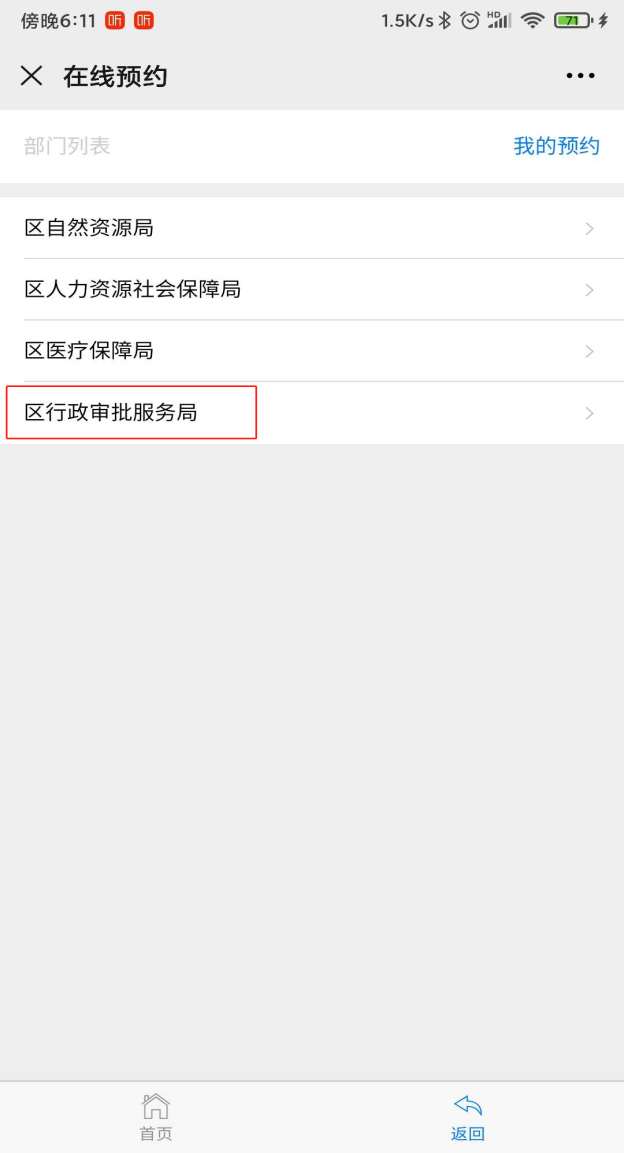 傍晚6:11 听 听 1.5K/s HD 71
在线预约
部门列表 我的预约
区自然资源局
区人力资源社会保障局
区医疗保障局
区行政审批服务局
首页 返回